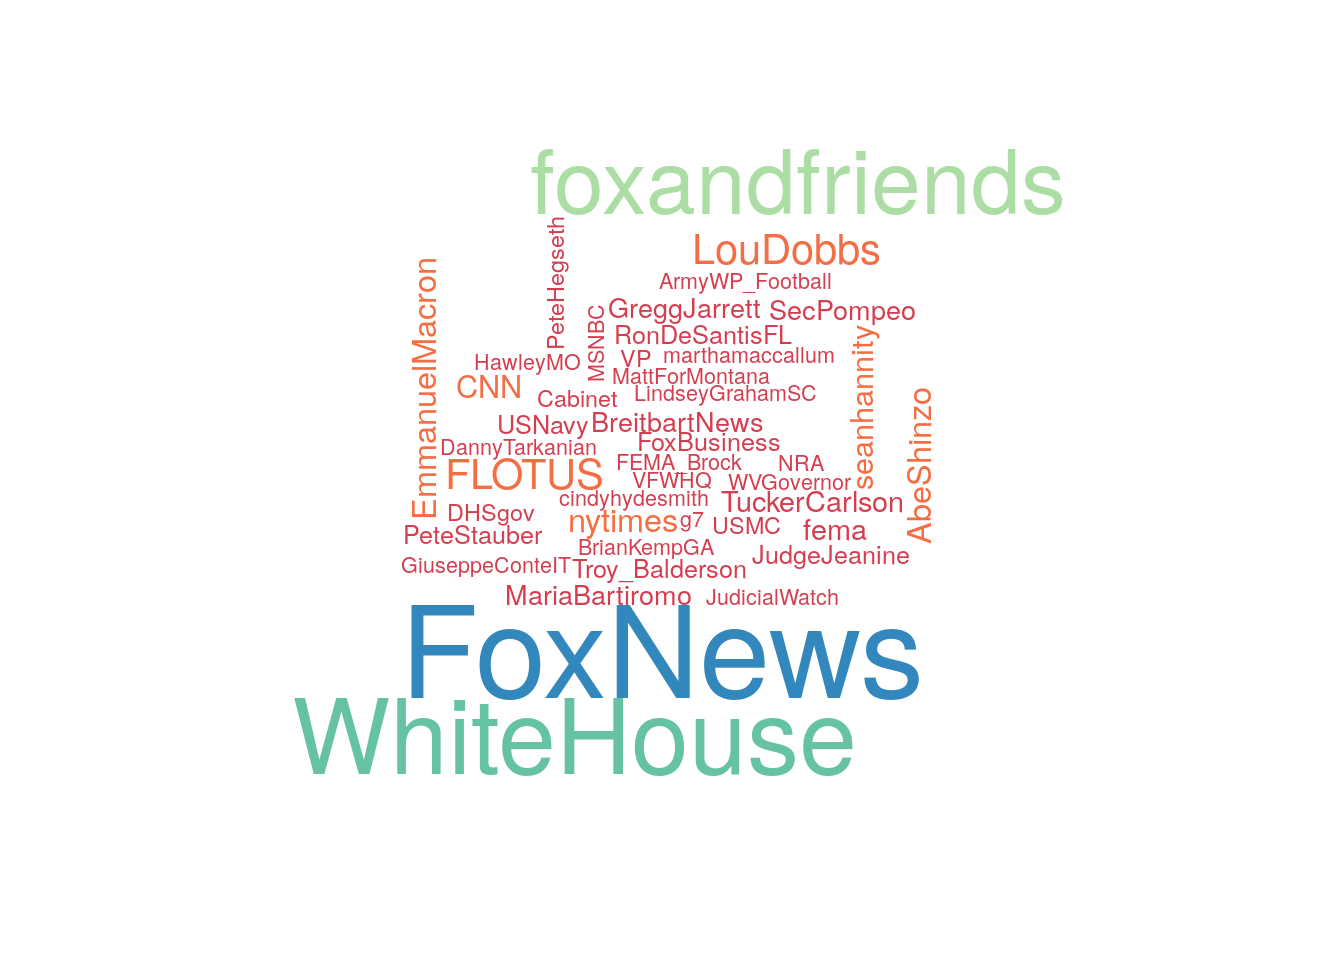 foxandfriends
LouDobbs
PeteHegseth
ArmyWP_Football
EmmanuelMacron
GreggJarrett
SecPompeo
MSNBC
RonDeSantisFL
seanhannity
HawleyMO
VP
marthamaccallum
CNN
MattForMontana
Cabinet
LindseyGrahamSC
AbeShinzo
USNavy
BreitbartNews
DannyTarkanian
FoxBusiness
FLOTUS
FEMA_Brock
NRA
VFWHQ
WVGovernor
cindyhydesmith
TuckerCarlson
DHSgov
nytimes
g7
USMC
fema
PeteStauber
BrianKempGA
JudgeJeanine
GiuseppeConteIT
Troy_Balderson
MariaBartiromo
JudicialWatch
FoxNews
WhiteHouse